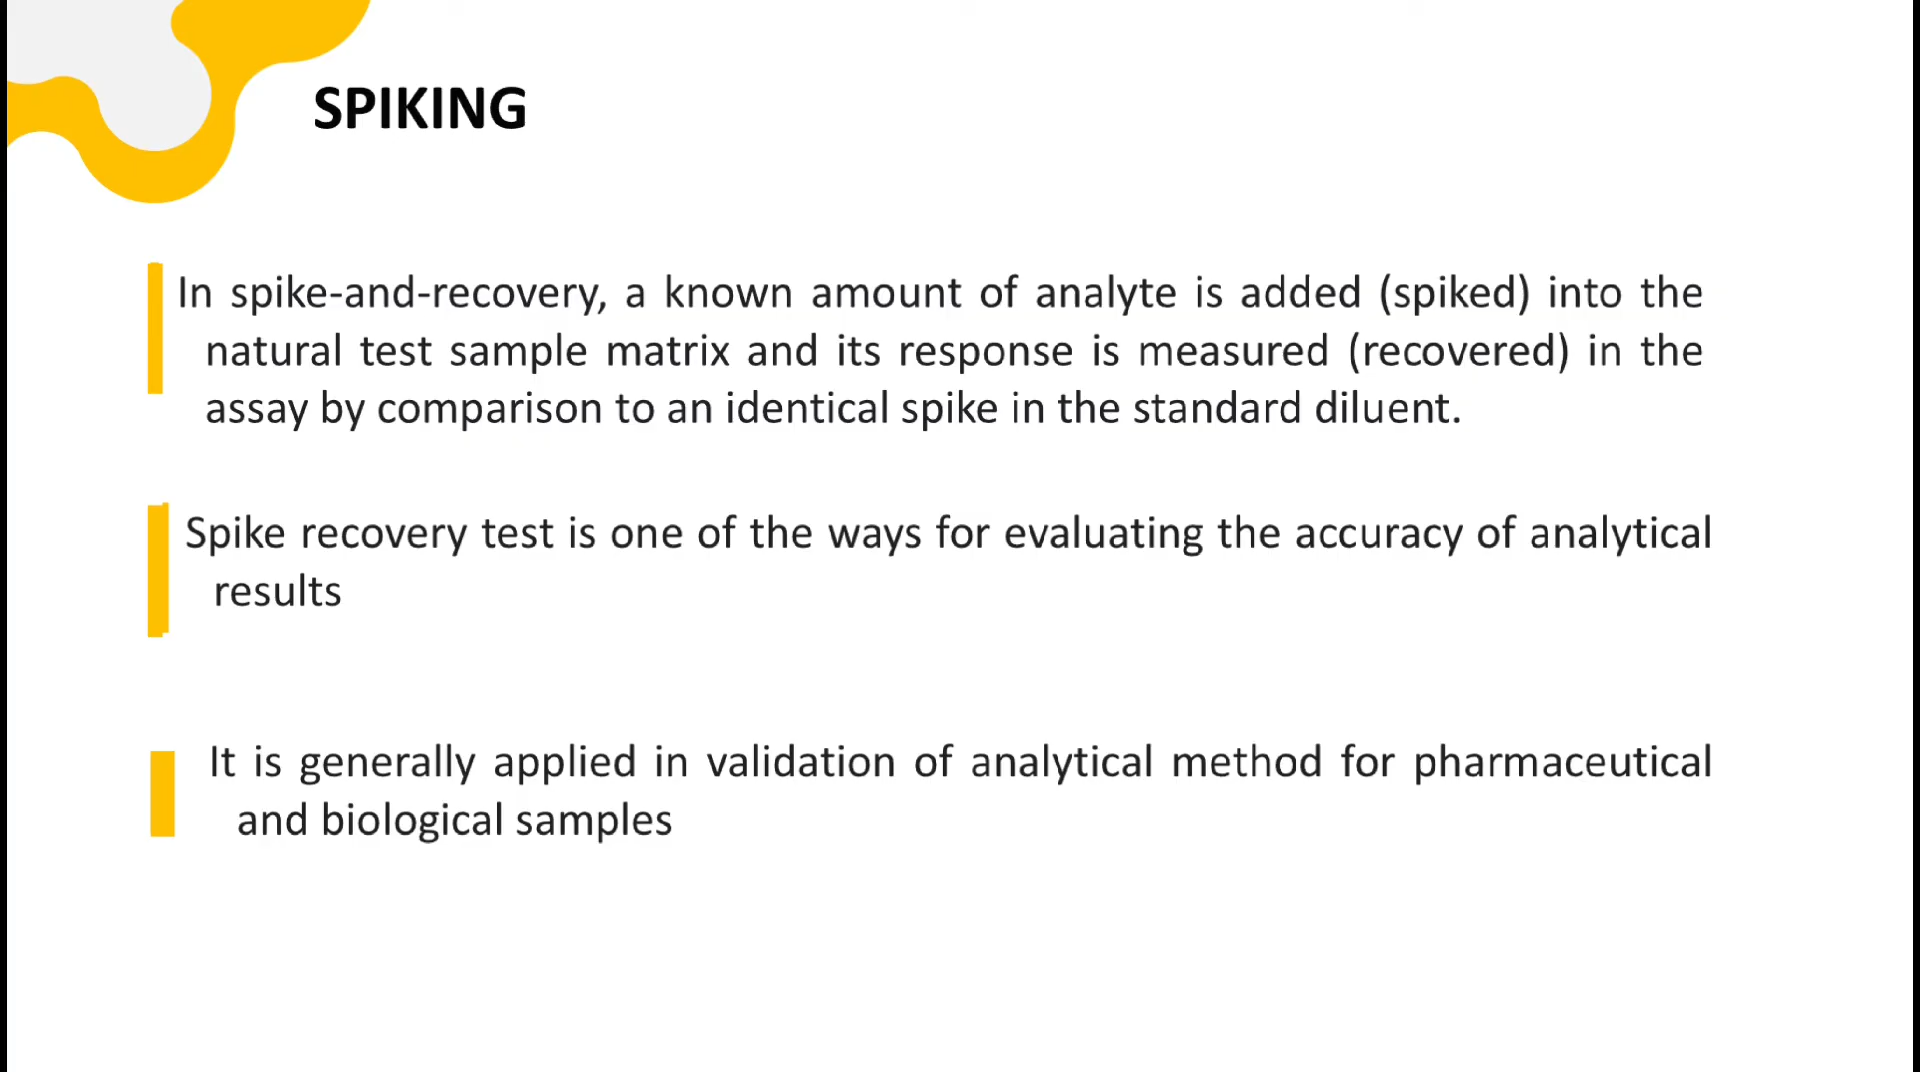 SPIKING
In spike-and-recovery, a known amount of analyte is added (spiked) into the
natural test sample matrix and its response is measured (recovered) in the
assay by comparison to an identical spike in the standard diluent.
Spike recovery test is one of the ways for evaluating the accuracy of analytical
results
It is generally applied in validation of analytical method for pharmaceutical
and biological samples